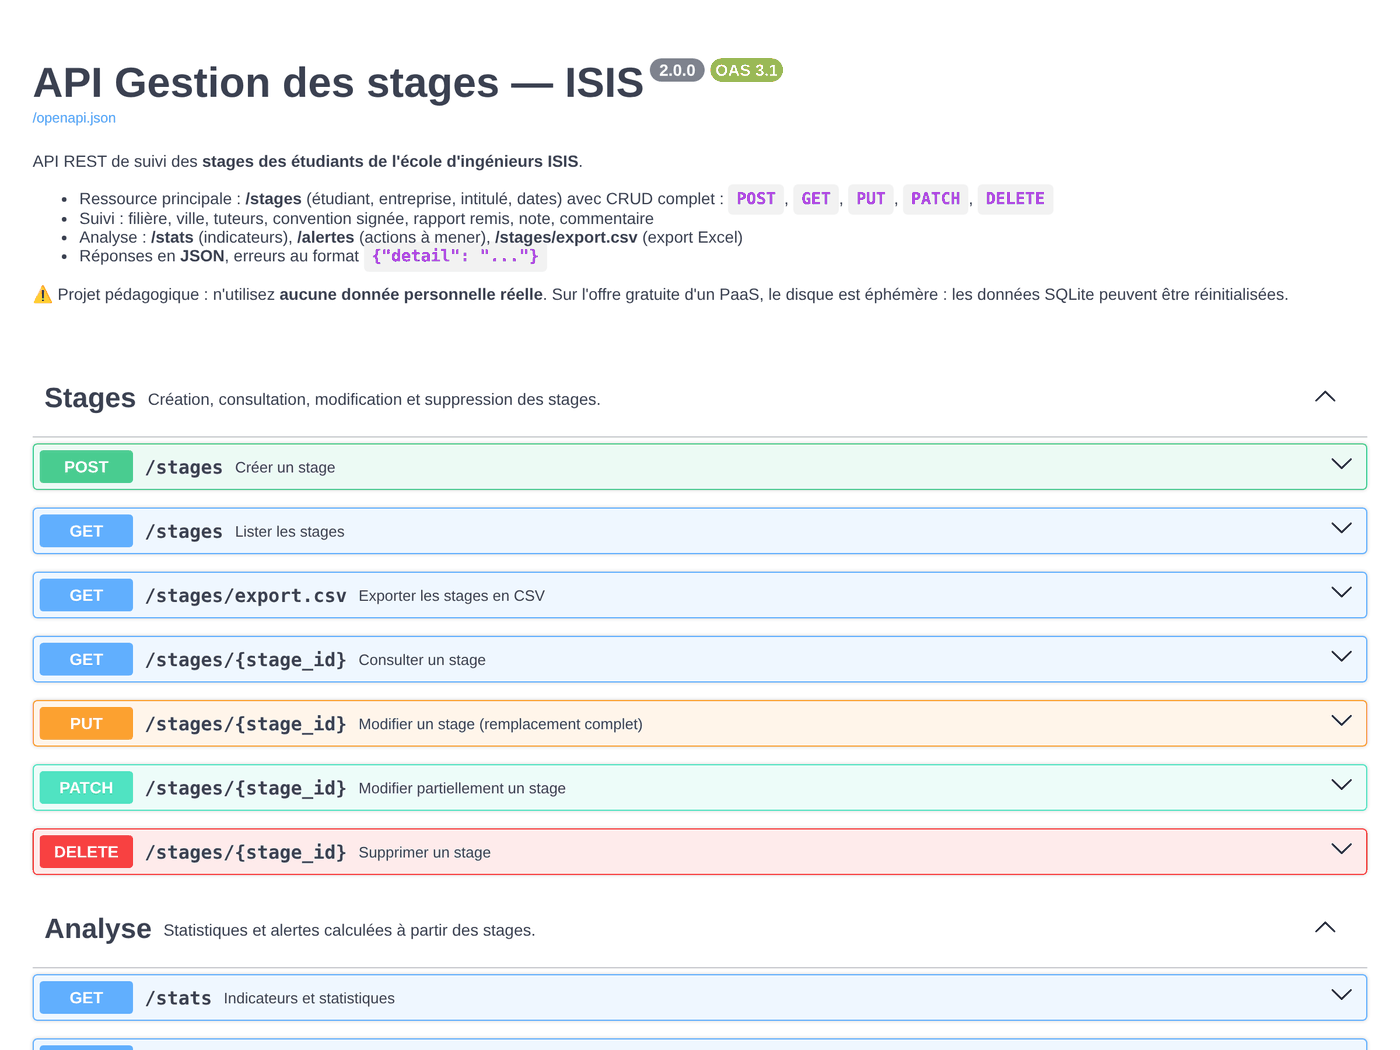 API Gestion des stages — ISIS 2.0.0 OAS 3.1
/openapi.json
API REST de suivi des stages des étudiants de l'école d'ingénieurs ISIS.
• Ressource principale : /stages (étudiant, entreprise, intitulé, dates) avec CRUD complet : POST, GET, PUT, PATCH, DELETE
• Suivi : filière, ville, tuteurs, convention signée, rapport remis, note, commentaire
• Analyse : /stats (indicateurs), /alertes (actions à mener), /stages/export.csv (export Excel)
• Réponses en JSON, erreurs au format {"detail": "..."}
⚠️ Projet pédagogique : n'utilisez aucune donnée personnelle réelle. Sur l'offre gratuite d'un PaaS, le disque est éphémère : les données SQLite peuvent être réinitialisées.
Stages Création, consultation, modification et suppression des stages.
POST /stages Créer un stage
GET /stages Lister les stages
GET /stages/export.csv Exporter les stages en CSV
GET /stages/{stage_id} Consulter un stage
PUT /stages/{stage_id} Modifier un stage (remplacement complet)
PATCH /stages/{stage_id} Modifier partiellement un stage
DELETE /stages/{stage_id} Supprimer un stage
Analyse Statistiques et alertes calculées à partir des stages.
GET /stats Indicateurs et statistiques